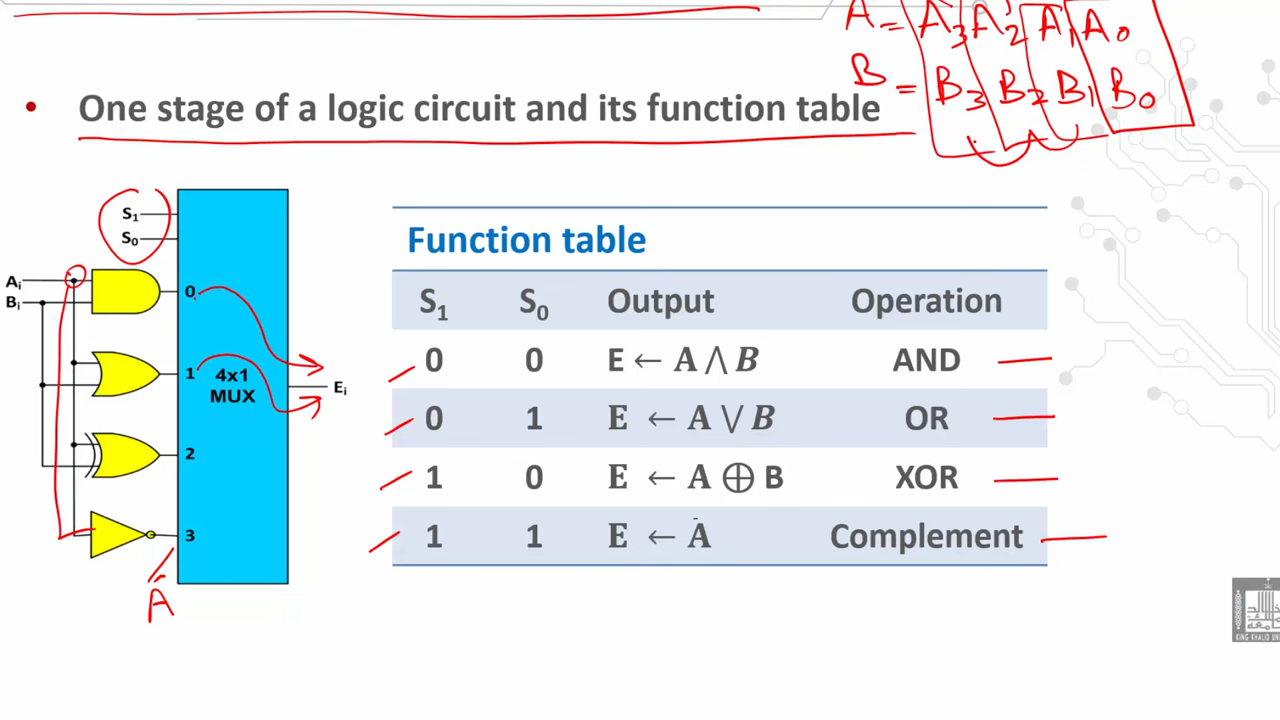 A = A₃ A₂ A₁ A₀
B = B₃ B₂ B₁ B₀
• One stage of a logic circuit and its function table
S₁
S₀
Aᵢ
Bᵢ
0
1
4x1
MUX
2
3
Eᵢ
A̅
Function table
S₁ S₀ Output Operation
0 0 E ← A ⋀ B AND
0 1 E ← A ⋁ B OR
1 0 E ← A ⨁ B XOR
1 1 E ← A̅ Complement
KING KHALID